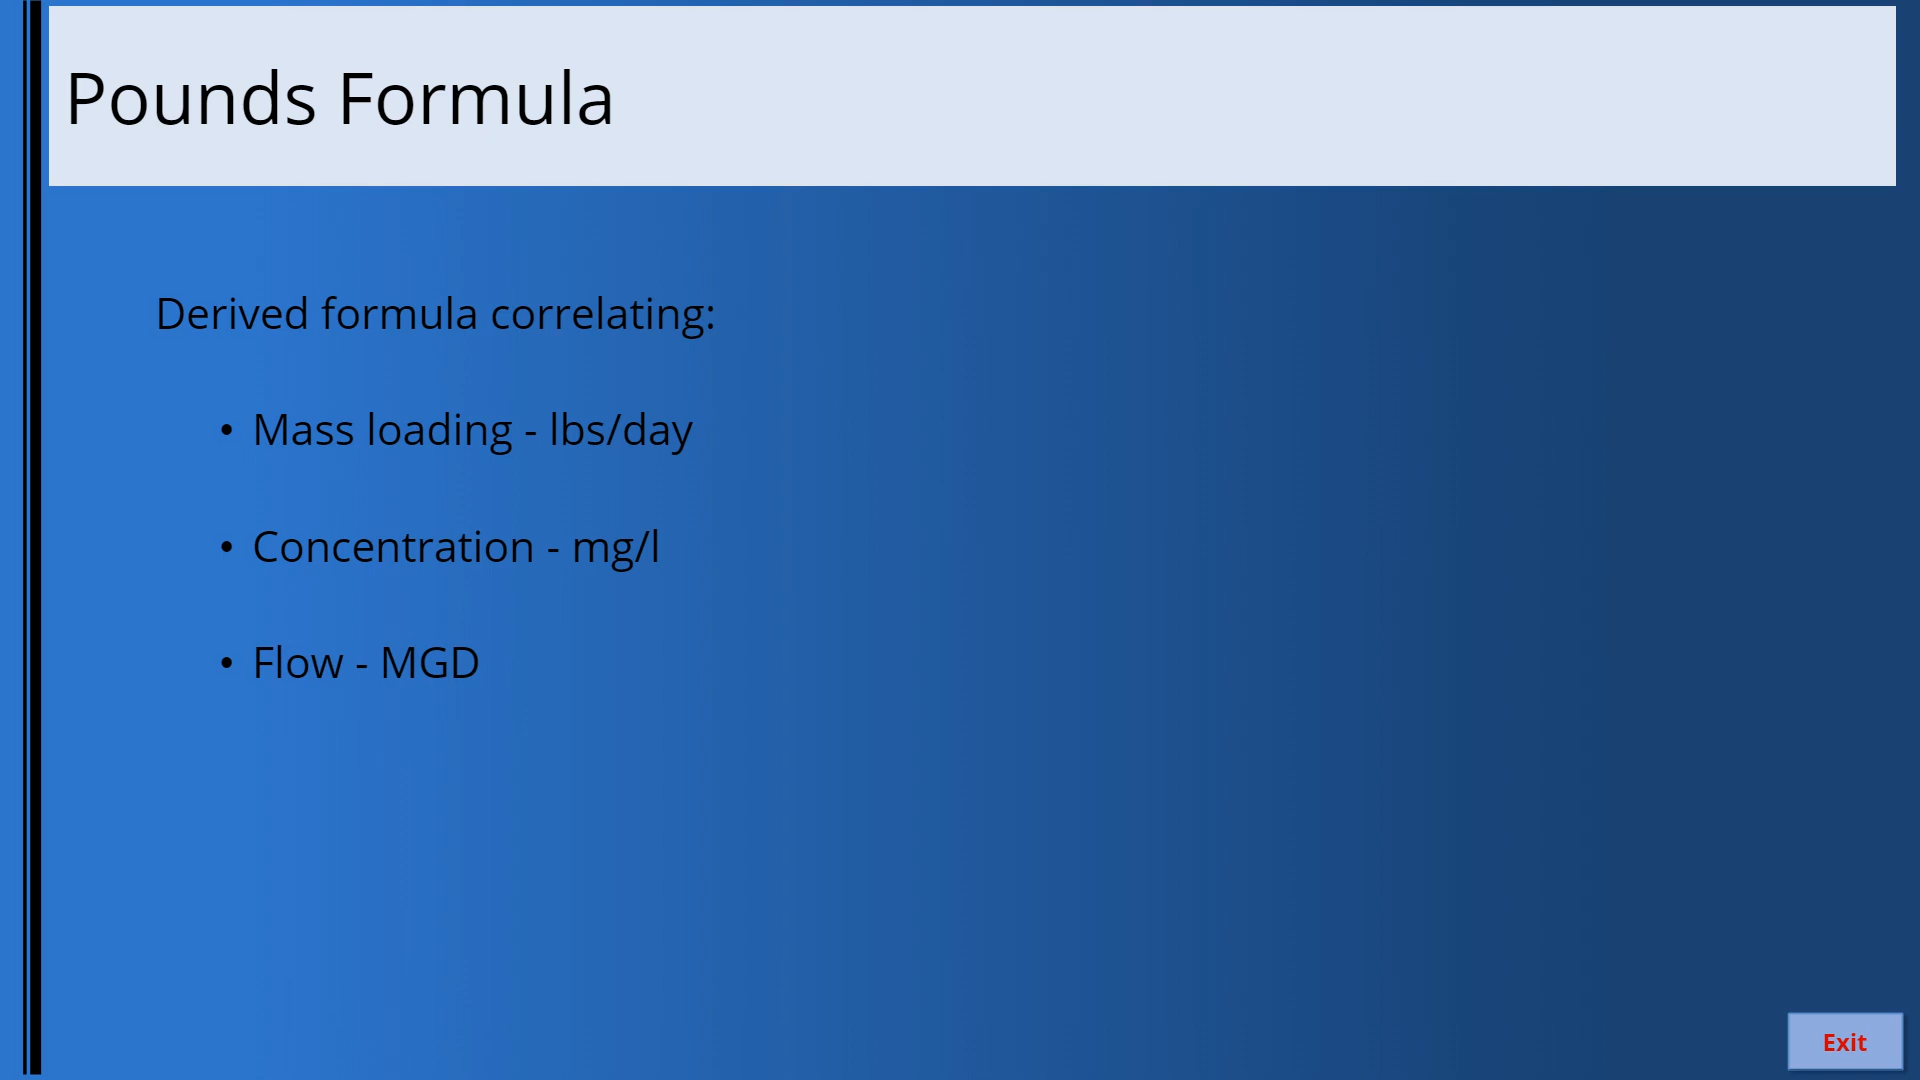 Pounds Formula
Derived formula correlating:
• Mass loading - lbs/day
• Concentration - mg/l
• Flow - MGD
Exit